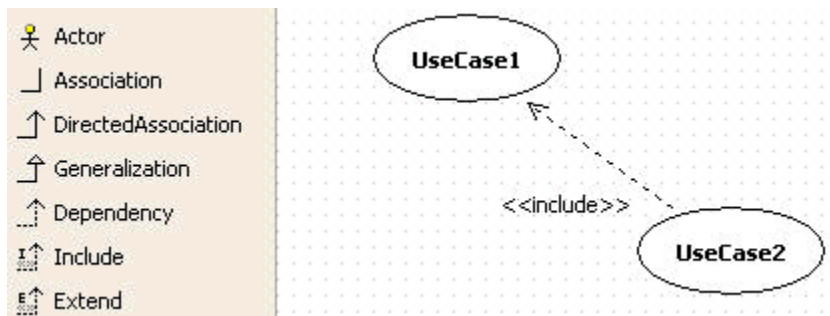 Actor
Association
DirectedAssociation
Generalization
Dependency
I Include
E Extend
UseCase1
<<include>>
UseCase2